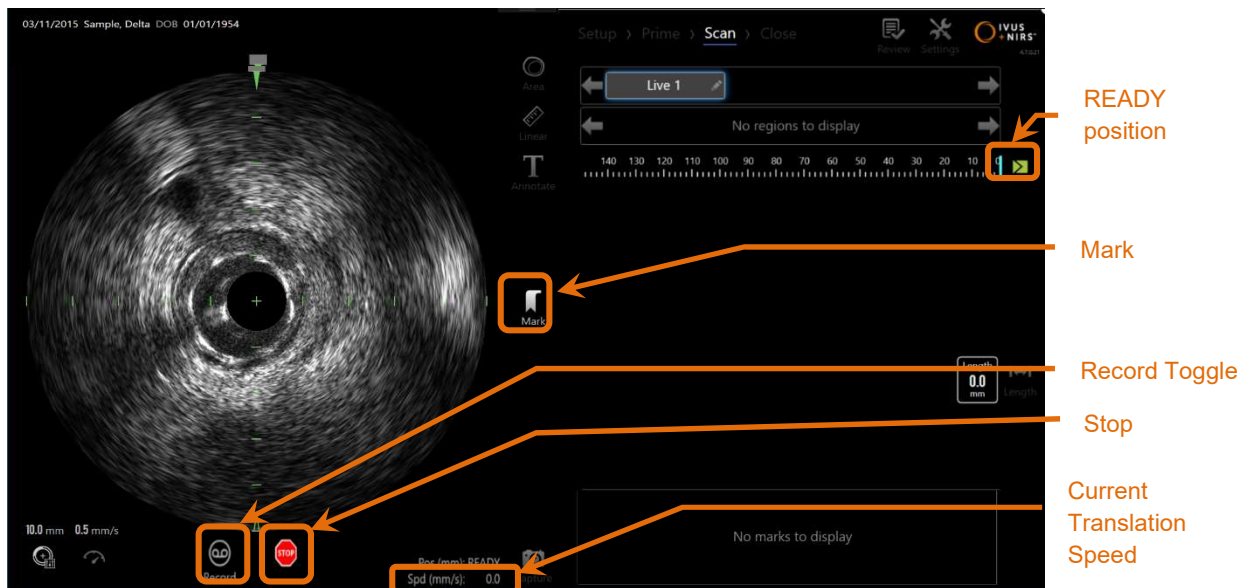 03/11/2015 Sample, Delta DOB 01/01/1954
Setup › Prime › Scan › Close
Review
Settings
IVUS
+NIRS™
Area
Live 1
Linear
No regions to display
Annotate
140 130 120 110 100 90 80 70 60 50 40 30 20 10 0
READY
position
Mark
Mark
Length
0.0
mm
Length
Record Toggle
Stop
Current
Translation
Speed
10.0 mm 0.5 mm/s
Record
STOP
Pos (mm): READY
Spd (mm/s): 0.0
No marks to display